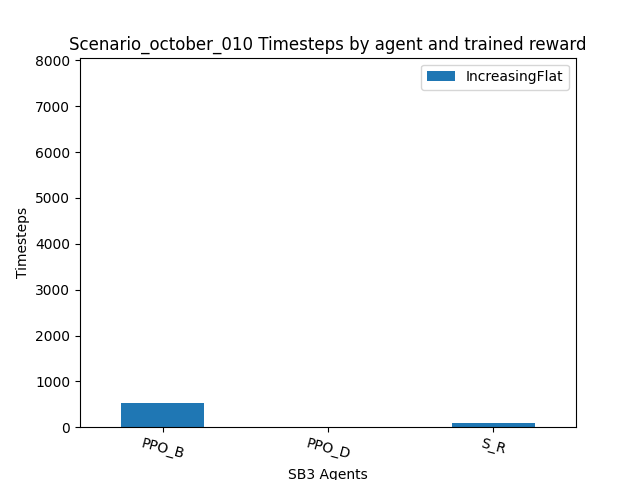 Scenario_october_010 Timesteps by agent and trained reward
IncreasingFlat
8000
7000
6000
5000
4000
3000
2000
1000
0
Timesteps
PPO_B
PPO_D
S_R
SB3 Agents